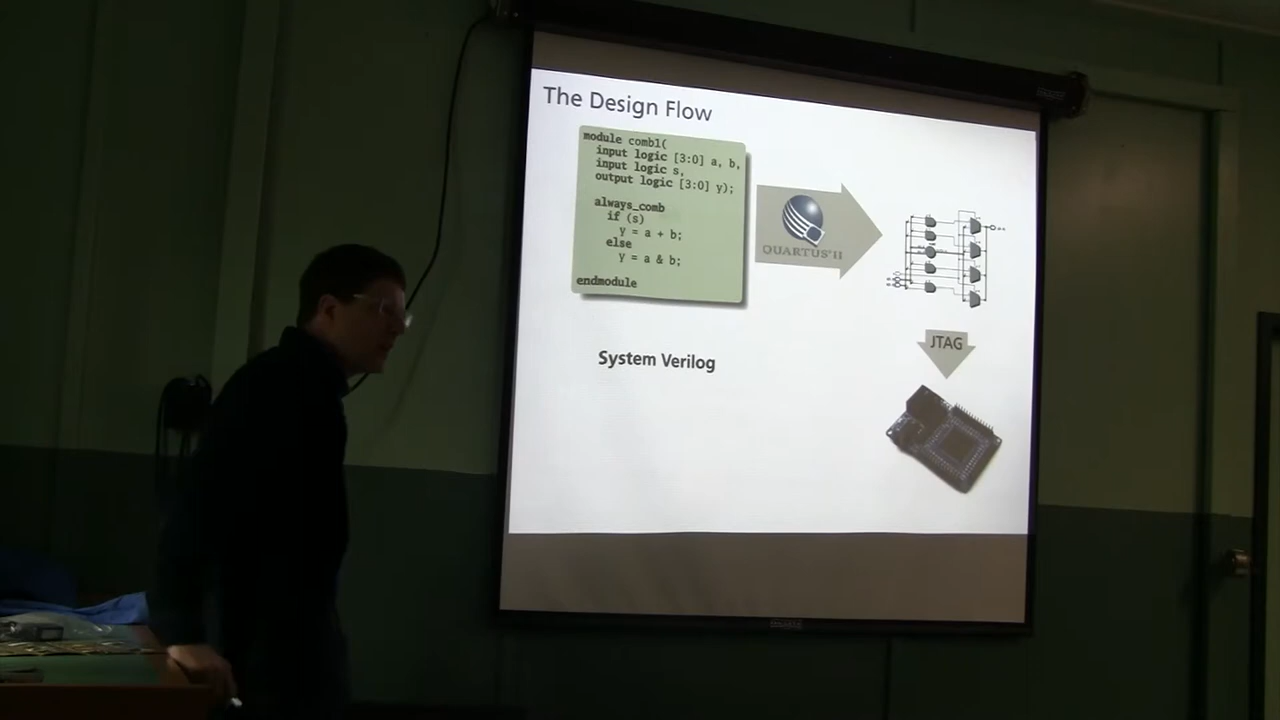 The Design Flow
module comb1(
input logic [3:0] a, b,
input logic s,
output logic [3:0] y);
always_comb
if (s)
y = a + b;
else
y = a & b;
endmodule
QUARTUS® II
System Verilog
JTAG